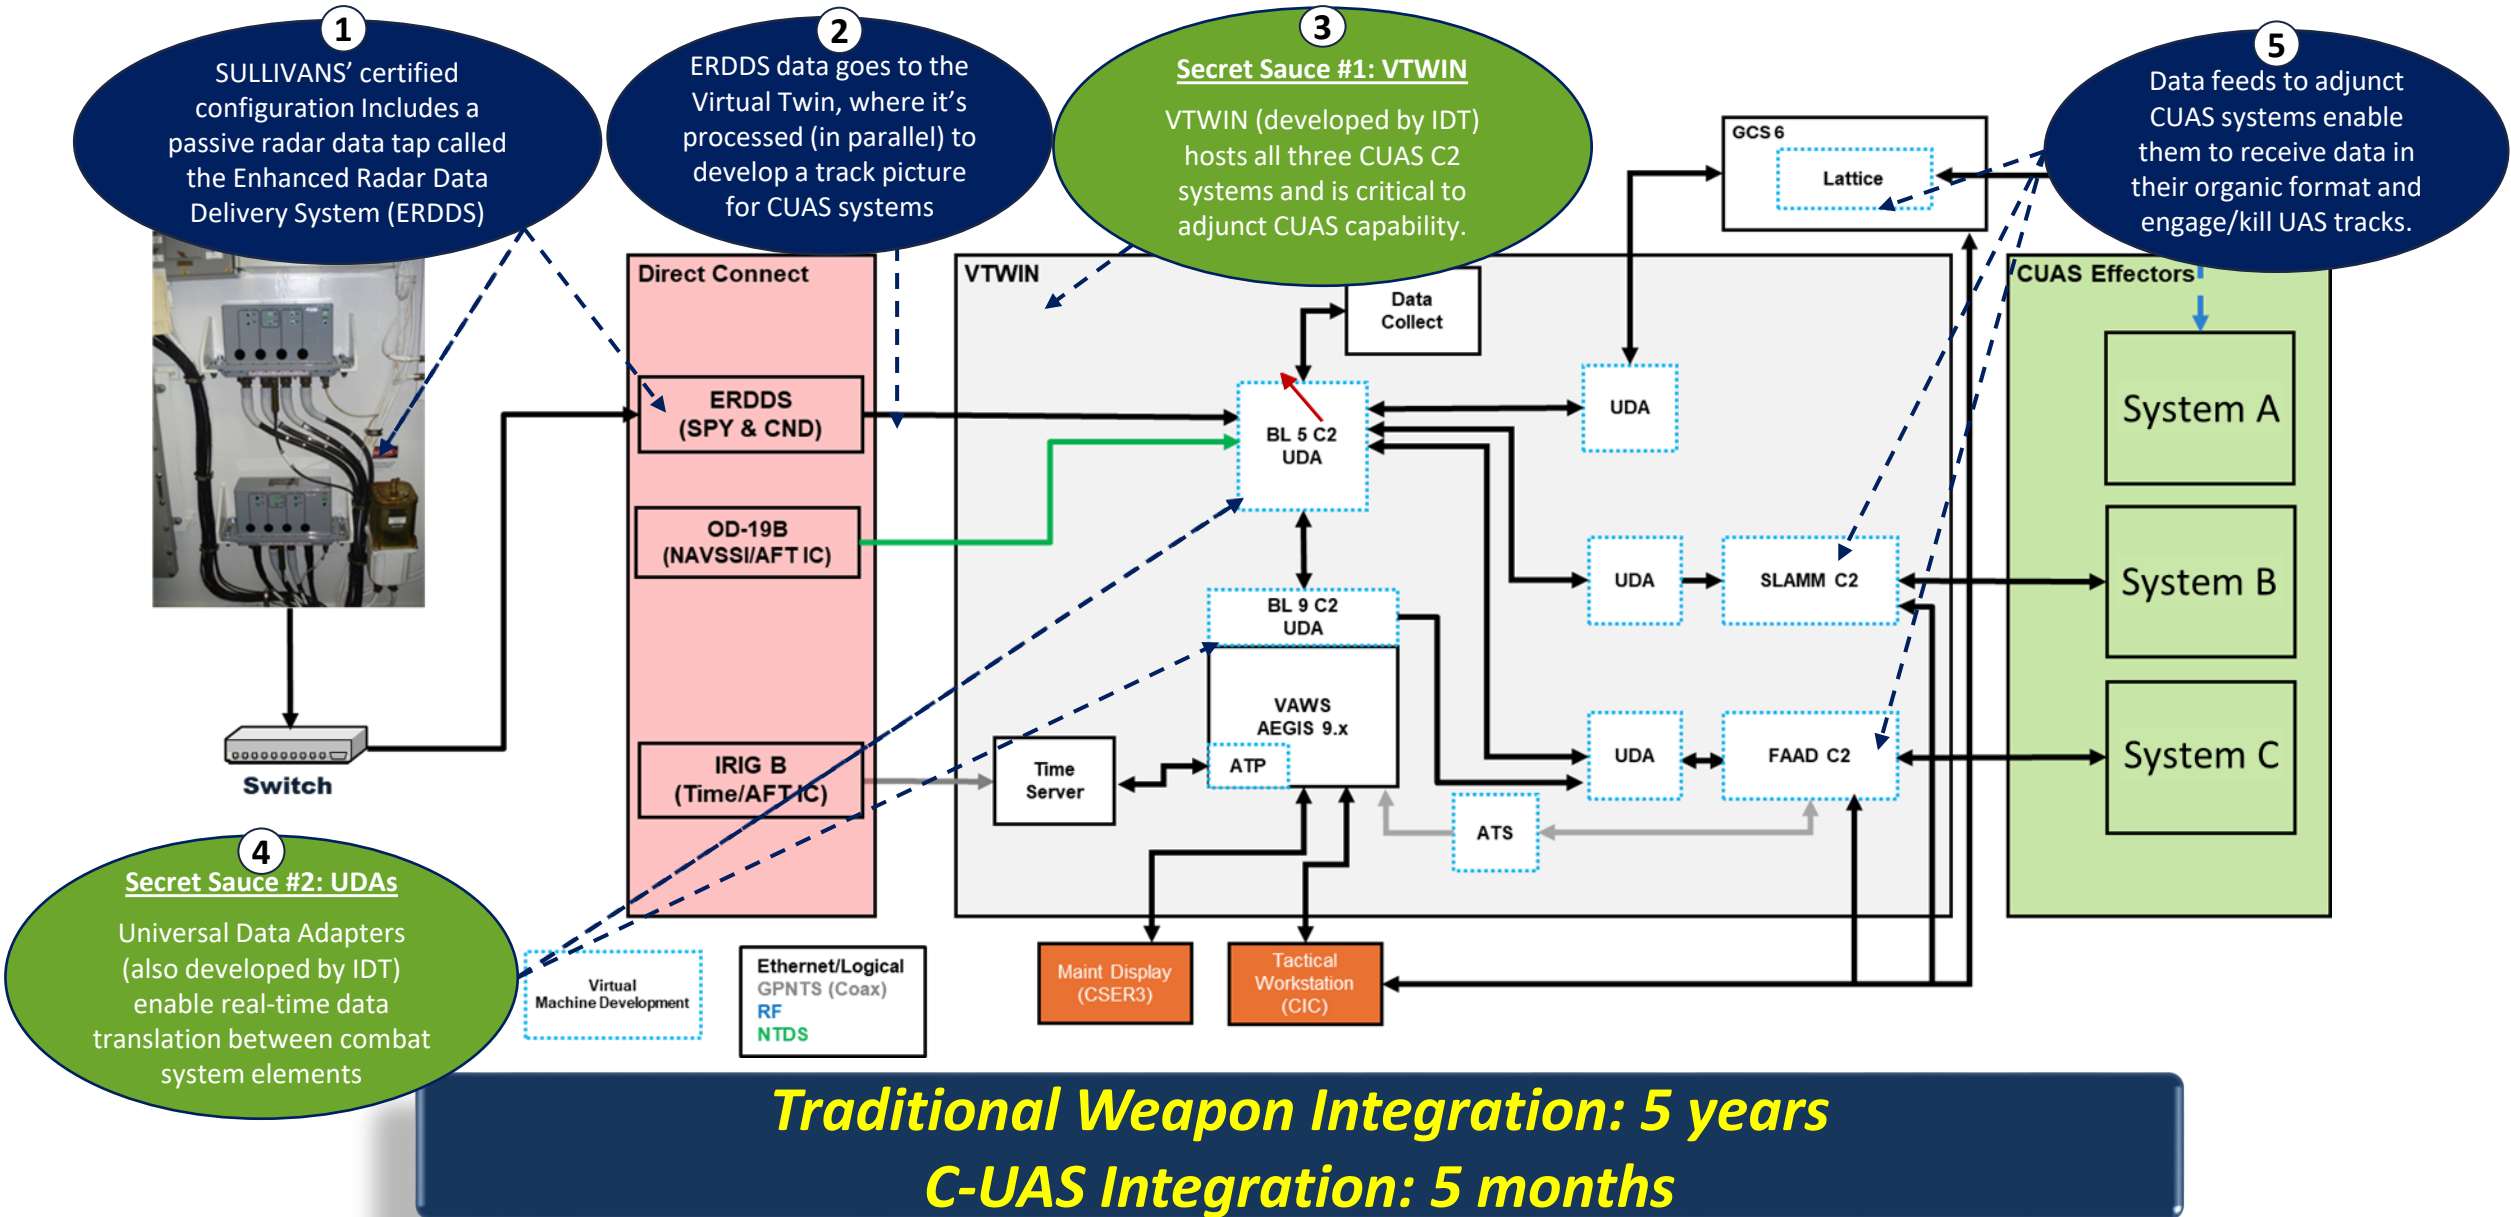 1
SULLIVANS’ certified
configuration Includes a
passive radar data tap called
the Enhanced Radar Data
Delivery System (ERDDS)
2
ERDDS data goes to the
Virtual Twin, where it’s
processed (in parallel) to
develop a track picture
for CUAS systems
3
Secret Sauce #1: VTWIN
VTWIN (developed by IDT)
hosts all three CUAS C2
systems and is critical to
adjunct CUAS capability.
5
Data feeds to adjunct
CUAS systems enable
them to receive data in
their organic format and
engage/kill UAS tracks.
GCS 6
Lattice
Direct Connect
ERDDS
(SPY & CND)
OD-19B
(NAVSSI/AFT IC)
IRIG B
(Time/AFT IC)
Switch
VTWIN
Data
Collect
BL 5 C2
UDA
UDA
BL 9 C2
UDA
VAWS
AEGIS 9.x
ATP
Time
Server
UDA
SLAMM C2
UDA
FAAD C2
ATS
CUAS Effectors
System A
System B
System C
4
Secret Sauce #2: UDAs
Universal Data Adapters
(also developed by IDT)
enable real-time data
translation between combat
system elements
Virtual
Machine Development
Ethernet/Logical
GPNTS (Coax)
RF
NTDS
Maint Display
(CSER3)
Tactical
Workstation
(CIC)
Traditional Weapon Integration: 5 years
C-UAS Integration: 5 months